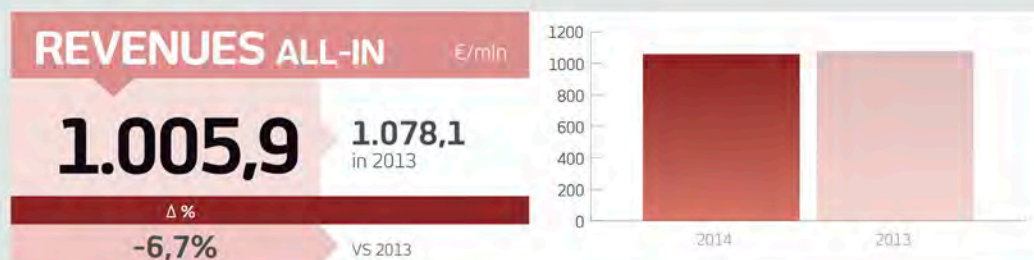 REVENUES ALL-IN €/mln
1.005,9
1.078,1
in 2013
Δ %
-6,7%
VS 2013
1200
1000
800
600
400
200
0
2014 2013